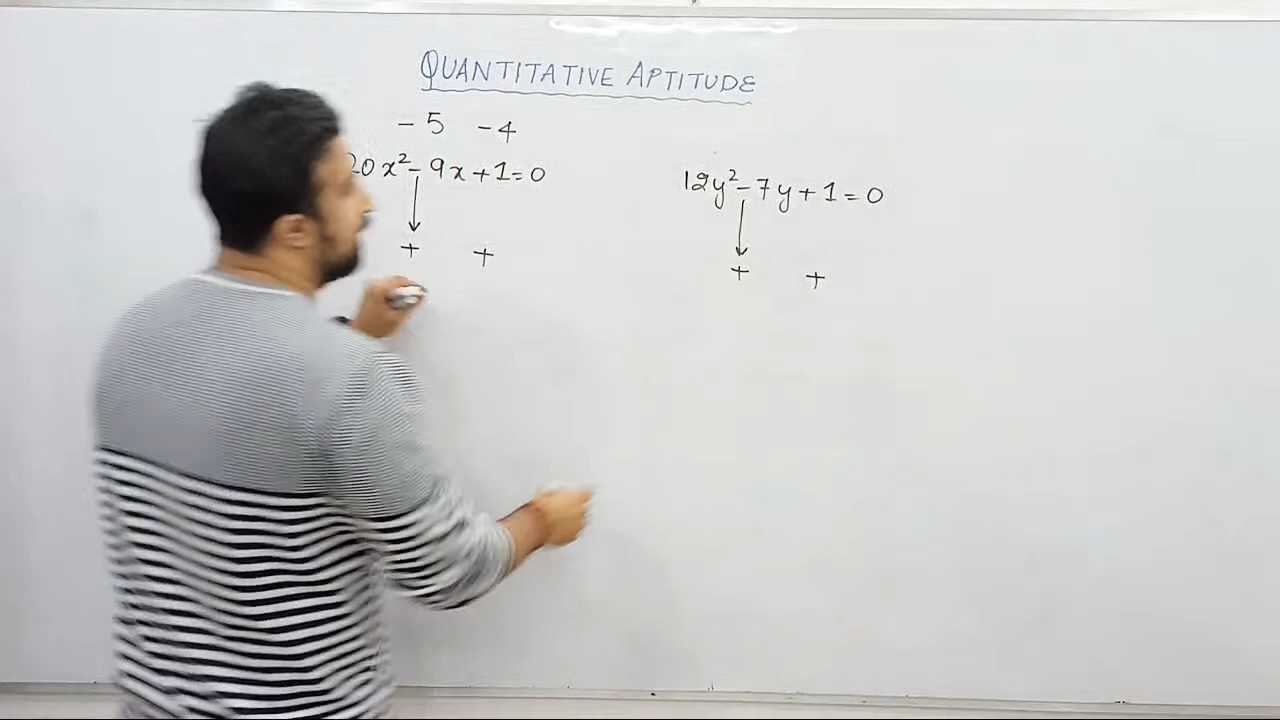 QUANTITATIVE APTITUDE
- 5 - 4
20x² - 9x + 1 = 0
12y² - 7y + 1 = 0
↓
+ +
↓
+ +